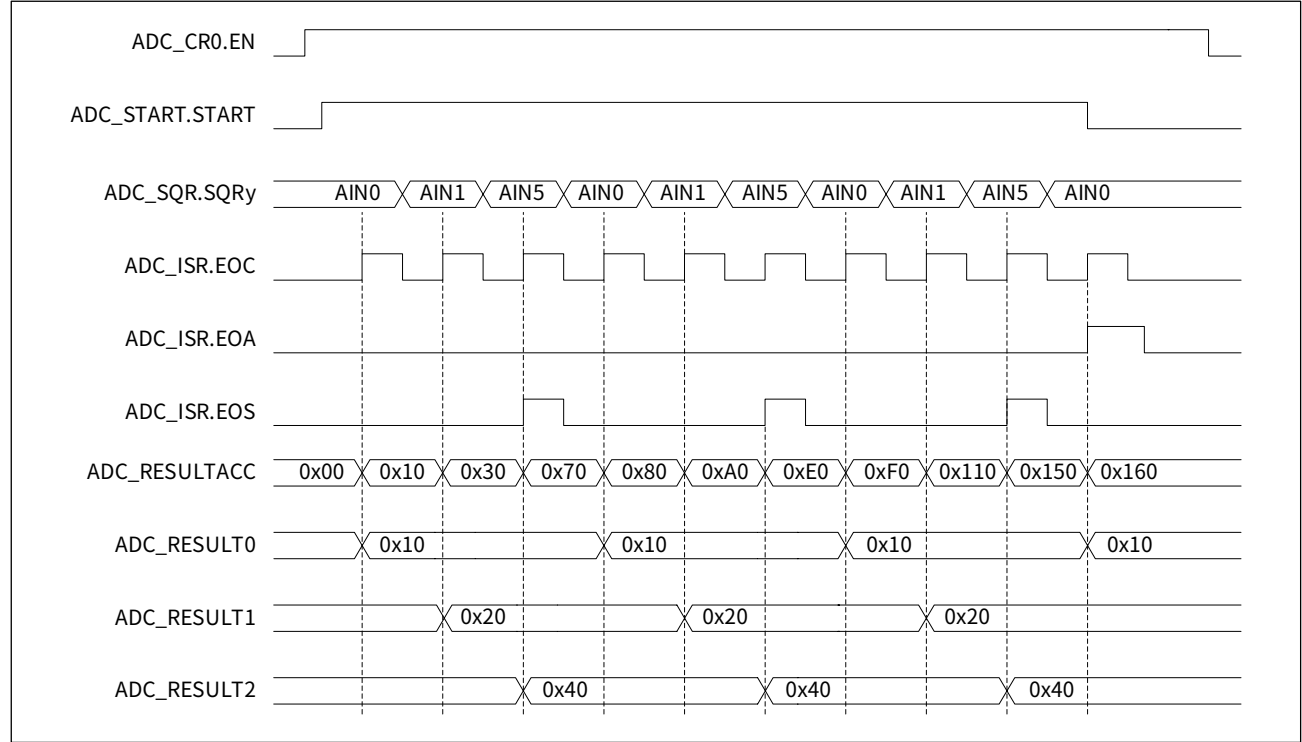 ADC_CR0.EN
ADC_START.START
ADC_SQR.SQRy AIN0 AIN1 AIN5 AIN0 AIN1 AIN5 AIN0 AIN1 AIN5 AIN0
ADC_ISR.EOC
ADC_ISR.EOA
ADC_ISR.EOS
ADC_RESULTACC 0x00 0x10 0x30 0x70 0x80 0xA0 0xE0 0xF0 0x110 0x150 0x160
ADC_RESULT0 0x10 0x10 0x10 0x10
ADC_RESULT1 0x20 0x20 0x20
ADC_RESULT2 0x40 0x40 0x40